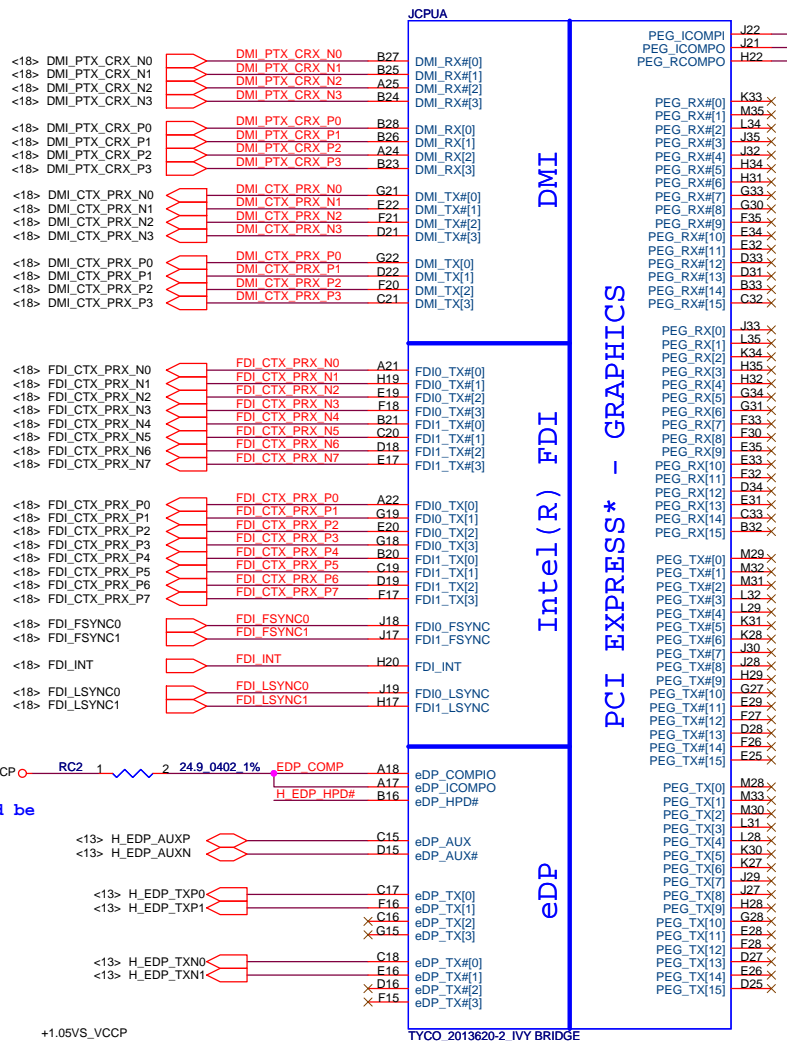 JCPUA
<18> DMI_PTX_CRX_N0 DMI_PTX_CRX_N0 B27 DMI_RX#[0]
<18> DMI_PTX_CRX_N1 DMI_PTX_CRX_N1 B25 DMI_RX#[1]
<18> DMI_PTX_CRX_N2 DMI_PTX_CRX_N2 A25 DMI_RX#[2]
<18> DMI_PTX_CRX_N3 DMI_PTX_CRX_N3 B24 DMI_RX#[3]
<18> DMI_PTX_CRX_P0 DMI_PTX_CRX_P0 B28 DMI_RX[0]
<18> DMI_PTX_CRX_P1 DMI_PTX_CRX_P1 B26 DMI_RX[1]
<18> DMI_PTX_CRX_P2 DMI_PTX_CRX_P2 A24 DMI_RX[2]
<18> DMI_PTX_CRX_P3 DMI_PTX_CRX_P3 B23 DMI_RX[3]
<18> DMI_CTX_PRX_N0 DMI_CTX_PRX_N0 G21 DMI_TX#[0]
<18> DMI_CTX_PRX_N1 DMI_CTX_PRX_N1 E22 DMI_TX#[1]
<18> DMI_CTX_PRX_N2 DMI_CTX_PRX_N2 F21 DMI_TX#[2]
<18> DMI_CTX_PRX_N3 DMI_CTX_PRX_N3 D21 DMI_TX#[3]
<18> DMI_CTX_PRX_P0 DMI_CTX_PRX_P0 G22 DMI_TX[0]
<18> DMI_CTX_PRX_P1 DMI_CTX_PRX_P1 D22 DMI_TX[1]
<18> DMI_CTX_PRX_P2 DMI_CTX_PRX_P2 F20 DMI_TX[2]
<18> DMI_CTX_PRX_P3 DMI_CTX_PRX_P3 C21 DMI_TX[3]
DMI
<18> FDI_CTX_PRX_N0 FDI_CTX_PRX_N0 A21 FDI0_TX#[0]
<18> FDI_CTX_PRX_N1 FDI_CTX_PRX_N1 H19 FDI0_TX#[1]
<18> FDI_CTX_PRX_N2 FDI_CTX_PRX_N2 E19 FDI0_TX#[2]
<18> FDI_CTX_PRX_N3 FDI_CTX_PRX_N3 F18 FDI0_TX#[3]
<18> FDI_CTX_PRX_N4 FDI_CTX_PRX_N4 B21 FDI1_TX#[0]
<18> FDI_CTX_PRX_N5 FDI_CTX_PRX_N5 C20 FDI1_TX#[1]
<18> FDI_CTX_PRX_N6 FDI_CTX_PRX_N6 D18 FDI1_TX#[2]
<18> FDI_CTX_PRX_N7 FDI_CTX_PRX_N7 E17 FDI1_TX#[3]
<18> FDI_CTX_PRX_P0 FDI_CTX_PRX_P0 A22 FDI0_TX[0]
<18> FDI_CTX_PRX_P1 FDI_CTX_PRX_P1 G19 FDI0_TX[1]
<18> FDI_CTX_PRX_P2 FDI_CTX_PRX_P2 E20 FDI0_TX[2]
<18> FDI_CTX_PRX_P3 FDI_CTX_PRX_P3 G18 FDI0_TX[3]
<18> FDI_CTX_PRX_P4 FDI_CTX_PRX_P4 B20 FDI1_TX[0]
<18> FDI_CTX_PRX_P5 FDI_CTX_PRX_P5 C19 FDI1_TX[1]
<18> FDI_CTX_PRX_P6 FDI_CTX_PRX_P6 D19 FDI1_TX[2]
<18> FDI_CTX_PRX_P7 FDI_CTX_PRX_P7 F17 FDI1_TX[3]
<18> FDI_FSYNC0 FDI_FSYNC0 J18 FDI0_FSYNC
<18> FDI_FSYNC1 FDI_FSYNC1 J17 FDI1_FSYNC
<18> FDI_INT FDI_INT H20 FDI_INT
<18> FDI_LSYNC0 FDI_LSYNC0 J19 FDI0_LSYNC
<18> FDI_LSYNC1 FDI_LSYNC1 H17 FDI1_LSYNC
Intel(R) FDI
CP RC2 1 2 24.9_0402_1% EDP_COMP A18 eDP_COMPIO
A17 eDP_ICOMPO
H_EDP_HPD# B16 eDP_HPD#
d be
<13> H_EDP_AUXP C15 eDP_AUX
<13> H_EDP_AUXN D15 eDP_AUX#
<13> H_EDP_TXP0 C17 eDP_TX[0]
<13> H_EDP_TXP1 F16 eDP_TX[1]
C16 eDP_TX[2]
G15 eDP_TX[3]
<13> H_EDP_TXN0 C18 eDP_TX#[0]
<13> H_EDP_TXN1 E16 eDP_TX#[1]
D16 eDP_TX#[2]
F15 eDP_TX#[3]
eDP
PCI EXPRESS* - GRAPHICS
PEG_ICOMPI J22
PEG_ICOMPO J21
PEG_RCOMPO H22
PEG_RX#[0] K33
PEG_RX#[1] M35
PEG_RX#[2] L34
PEG_RX#[3] J35
PEG_RX#[4] J32
PEG_RX#[5] H34
PEG_RX#[6] H31
PEG_RX#[7] G33
PEG_RX#[8] G30
PEG_RX#[9] F35
PEG_RX#[10] E34
PEG_RX#[11] E32
PEG_RX#[12] D33
PEG_RX#[13] D31
PEG_RX#[14] B33
PEG_RX#[15] C32
PEG_RX[0] J33
PEG_RX[1] L35
PEG_RX[2] K34
PEG_RX[3] H35
PEG_RX[4] H32
PEG_RX[5] G34
PEG_RX[6] G31
PEG_RX[7] F33
PEG_RX[8] F30
PEG_RX[9] E35
PEG_RX[10] E33
PEG_RX[11] F32
PEG_RX[12] D34
PEG_RX[13] E31
PEG_RX[14] C33
PEG_RX[15] B32
PEG_TX#[0] M29
PEG_TX#[1] M32
PEG_TX#[2] M31
PEG_TX#[3] L32
PEG_TX#[4] L29
PEG_TX#[5] K31
PEG_TX#[6] K28
PEG_TX#[7] J30
PEG_TX#[8] J28
PEG_TX#[9] H29
PEG_TX#[10] G27
PEG_TX#[11] E29
PEG_TX#[12] F27
PEG_TX#[13] D28
PEG_TX#[14] F26
PEG_TX#[15] E25
PEG_TX[0] M28
PEG_TX[1] M33
PEG_TX[2] M30
PEG_TX[3] L31
PEG_TX[4] L28
PEG_TX[5] K30
PEG_TX[6] K27
PEG_TX[7] J29
PEG_TX[8] J27
PEG_TX[9] H28
PEG_TX[10] G28
PEG_TX[11] E28
PEG_TX[12] F28
PEG_TX[13] D27
PEG_TX[14] E26
PEG_TX[15] D25
+1.05VS_VCCP
TYCO_2013620-2_IVY BRIDGE